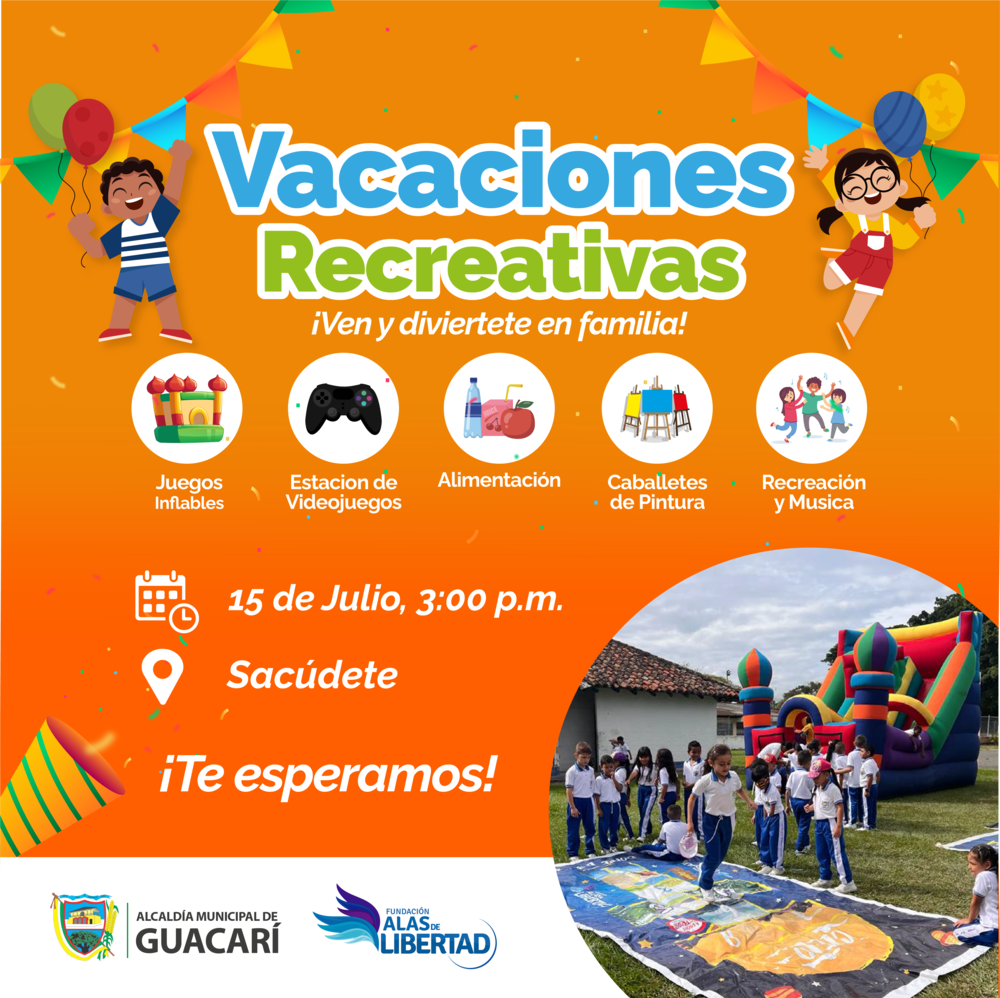 Vacaciones
Recreativas
¡Ven y diviertete en familia!
Juegos
Inflables
Estacion de
Videojuegos
Alimentación
Caballetes
de Pintura
Recreación
y Musica
15 de Julio, 3:00 p.m.
Sacúdete
¡Te esperamos!
ALCALDÍA MUNICIPAL DE
GUACARÍ
FUNDACIÓN
ALAS DE
LIBERTAD